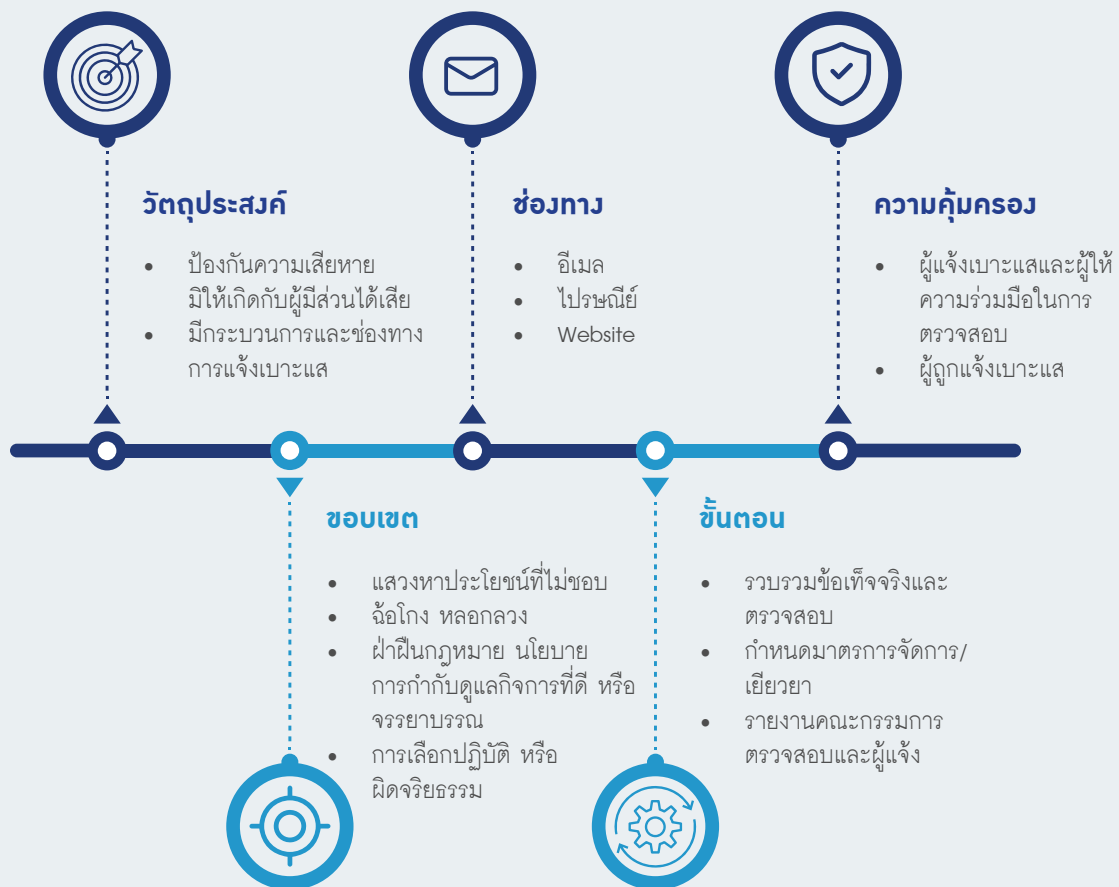 วัตถุประสงค์
• ป้องกันความเสียหาย
มิให้เกิดกับผู้มีส่วนได้เสีย
• มีกระบวนการและช่องทาง
การแจ้งเบาะแส
ช่องทาง
• อีเมล
• ไปรษณีย์
• Website
ความคุ้มครอง
• ผู้แจ้งเบาะแสและผู้ให้
ความร่วมมือในการ
ตรวจสอบ
• ผู้ถูกแจ้งเบาะแส
ขอบเขต
• แสวงหาประโยชน์ที่ไม่ชอบ
• ฉ้อโกง หลอกลวง
• ฝ่าฝืนกฎหมาย นโยบาย
การกำกับดูแลกิจการที่ดี หรือ
จรรยาบรรณ
• การเลือกปฏิบัติ หรือ
ผิดจริยธรรม
ขั้นตอน
• รวบรวมข้อเท็จจริงและ
ตรวจสอบ
• กำหนดมาตรการจัดการ/
เยียวยา
• รายงานคณะกรรมการ
ตรวจสอบและผู้แจ้ง